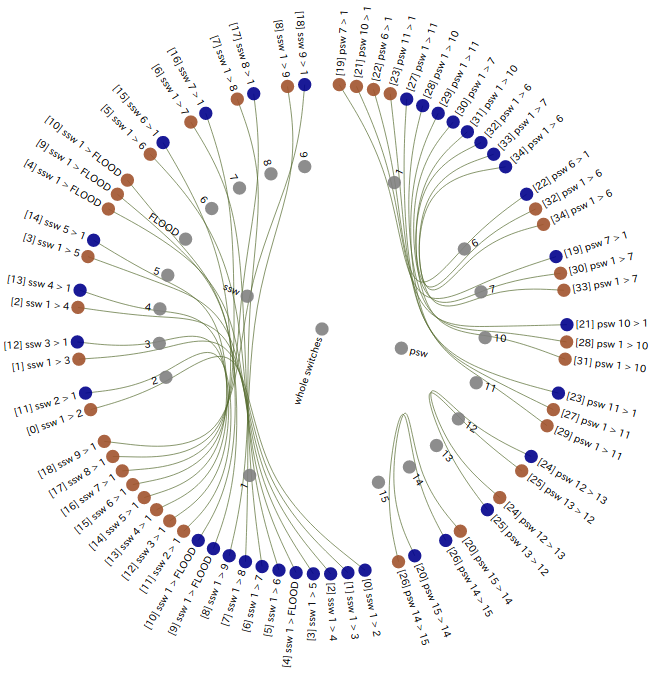 [19] psw 7 > 1
[21] psw 10 > 1
[22] psw 6 > 1
[23] psw 11 > 1
[27] psw 1 > 11
[28] psw 1 > 10
[29] psw 1 > 11
[30] psw 1 > 7
[31] psw 1 > 10
[32] psw 1 > 6
[33] psw 1 > 7
[34] psw 1 > 6
1
[22] psw 6 > 1
[32] psw 1 > 6
[34] psw 1 > 6
6
[19] psw 7 > 1
[30] psw 1 > 7
[33] psw 1 > 7
7
[21] psw 10 > 1
[28] psw 1 > 10
[31] psw 1 > 10
10
[23] psw 11 > 1
[27] psw 1 > 11
[29] psw 1 > 11
11
[24] psw 12 > 13
[25] psw 13 > 12
12
[24] psw 12 > 13
[25] psw 13 > 12
13
[20] psw 15 > 14
[26] psw 14 > 15
14
[20] psw 15 > 14
[26] psw 14 > 15
15
psw
whole switches
ssw
[0] ssw 1 > 2
[1] ssw 1 > 3
[2] ssw 1 > 4
[3] ssw 1 > 5
[4] ssw 1 > FLOOD
[5] ssw 1 > 6
[6] ssw 1 > 7
[7] ssw 1 > 8
[8] ssw 1 > 9
[9] ssw 1 > FLOOD
[10] ssw 1 > FLOOD
[11] ssw 2 > 1
[12] ssw 3 > 1
[13] ssw 4 > 1
[14] ssw 5 > 1
[15] ssw 6 > 1
[16] ssw 7 > 1
[17] ssw 8 > 1
[18] ssw 9 > 1
1
[0] ssw 1 > 2
[11] ssw 2 > 1
2
[1] ssw 1 > 3
[12] ssw 3 > 1
3
[2] ssw 1 > 4
[13] ssw 4 > 1
4
[3] ssw 1 > 5
[14] ssw 5 > 1
5
[4] ssw 1 > FLOOD
[9] ssw 1 > FLOOD
[10] ssw 1 > FLOOD
FLOOD
[5] ssw 1 > 6
[15] ssw 6 > 1
6
[6] ssw 1 > 7
[16] ssw 7 > 1
7
[7] ssw 1 > 8
[17] ssw 8 > 1
8
[8] ssw 1 > 9
[18] ssw 9 > 1
9